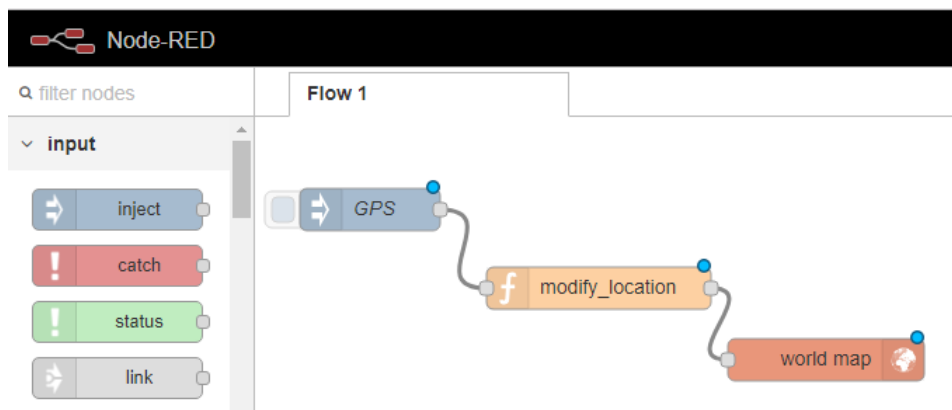 Node-RED
filter nodes
Flow 1
input
inject
GPS
catch
modify_location
status
world map
link